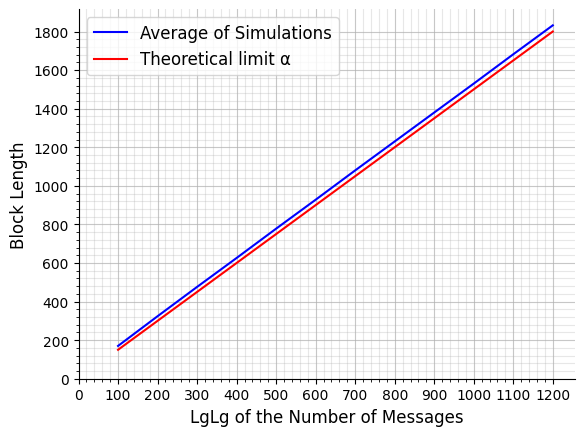 Average of Simulations
Theoretical limit α
Block Length
1800
1600
1400
1200
1000
800
600
400
200
0
0 100 200 300 400 500 600 700 800 900 1000 1100 1200
LgLg of the Number of Messages